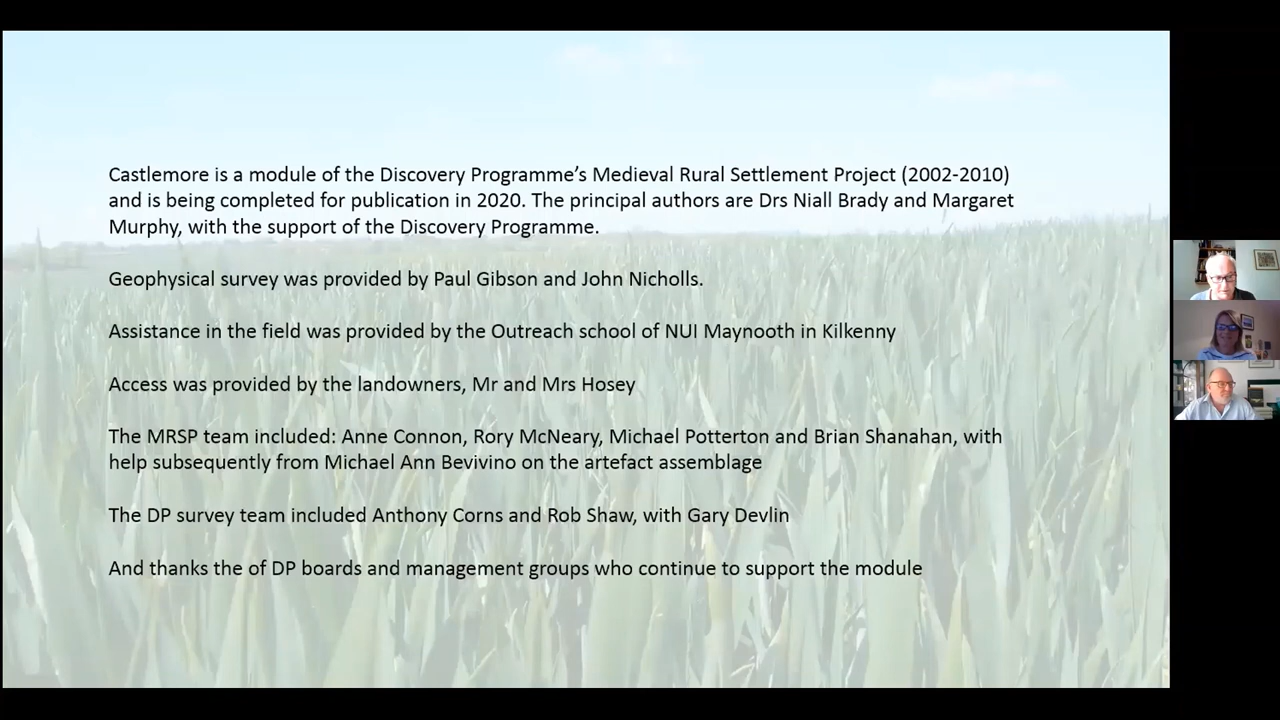 Castlemore is a module of the Discovery Programme’s Medieval Rural Settlement Project (2002-2010)
and is being completed for publication in 2020. The principal authors are Drs Niall Brady and Margaret
Murphy, with the support of the Discovery Programme.
Geophysical survey was provided by Paul Gibson and John Nicholls.
Assistance in the field was provided by the Outreach school of NUI Maynooth in Kilkenny
Access was provided by the landowners, Mr and Mrs Hosey
The MRSP team included: Anne Connon, Rory McNeary, Michael Potterton and Brian Shanahan, with
help subsequently from Michael Ann Bevivino on the artefact assemblage
The DP survey team included Anthony Corns and Rob Shaw, with Gary Devlin
And thanks the of DP boards and management groups who continue to support the module